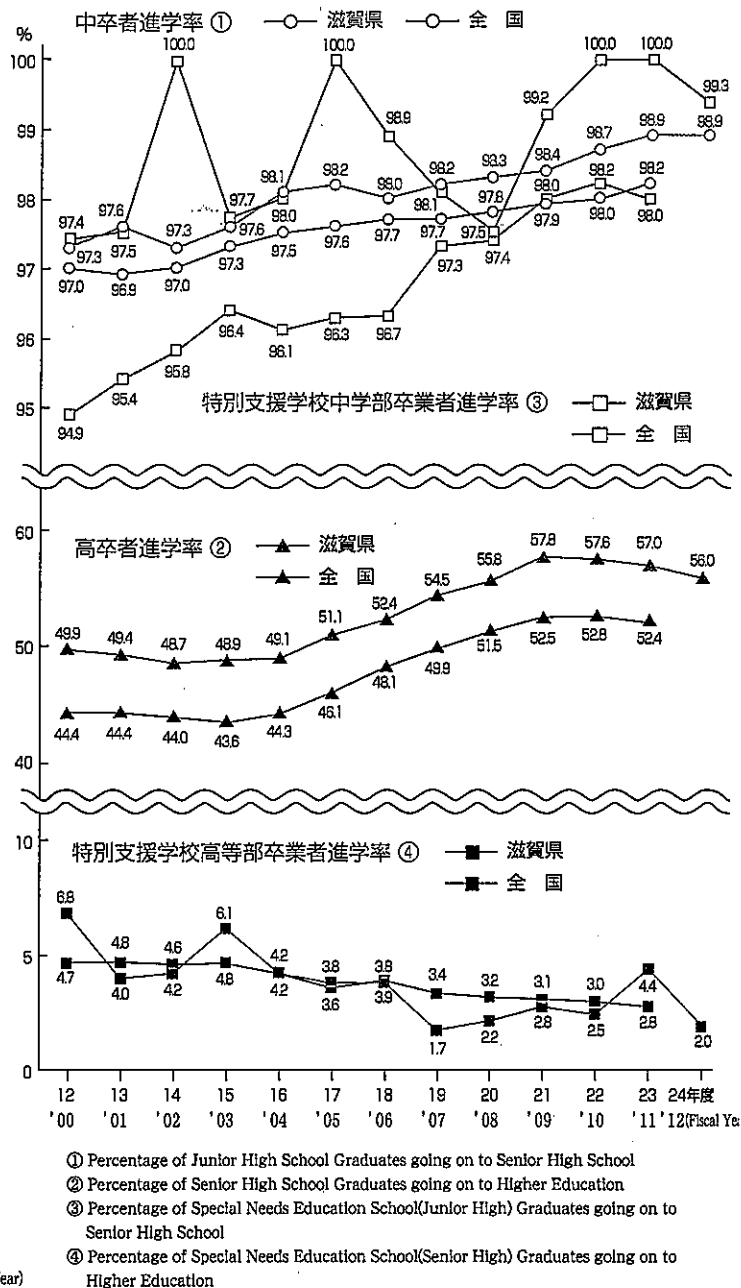 中卒者進学率 ① 滋賀県 全 国
%
100.0 100.0 100.0 100.0
100
99.3
99.2
98.9
98.7 98.9 98.9
99
98.1 98.2 98.0 98.2 93.3 98.4 98.2 98.2
97.4 97.6 97.3 97.7 98.0 98.1 97.8 98.0
98
97.3 97.5 97.6 97.5 97.6 97.7 97.7 97.5 97.9 98.0 98.0
97.0 96.9 97.0 97.3 97.3 97.4
97
96.4 96.1 96.3 96.7
96
95.4 95.8
特別支援学校中学部卒業者進学率 ③ 滋賀県
95
94.9
全 国
60
高卒者進学率 ② 滋賀県
全 国
49.9 49.4 48.7 48.9 49.1 51.1 52.4 54.5 55.8 57.8 57.6 57.0 56.0
50
44.4 44.4 44.0 43.6 44.3 46.1 48.1 49.9 51.5 52.5 52.8 52.4
40
10
特別支援学校高等部卒業者進学率 ④ 滋賀県
全 国
6.8 4.8 4.6 6.1 4.2 3.8 3.8 3.4 3.2 3.1 3.0 4.4
5
4.7 4.0 4.2 4.8 4.2 3.6 3.9 1.7 2.2 2.8 2.5 2.8 2.0
0
12 13 14 15 16 17 18 19 20 21 22 23 24年度
'00 '01 '02 '03 '04 '05 '06 '07 '08 '09 '10 '11 '12(Fiscal Ye
① Percentage of Junior High School Graduates going on to Senior High School
② Percentage of Senior High School Graduates going on to Higher Education
③ Percentage of Special Needs Education School(Junior High) Graduates going on to
Senior High School
④ Percentage of Special Needs Education School(Senior High) Graduates going on to
ear) Higher Education